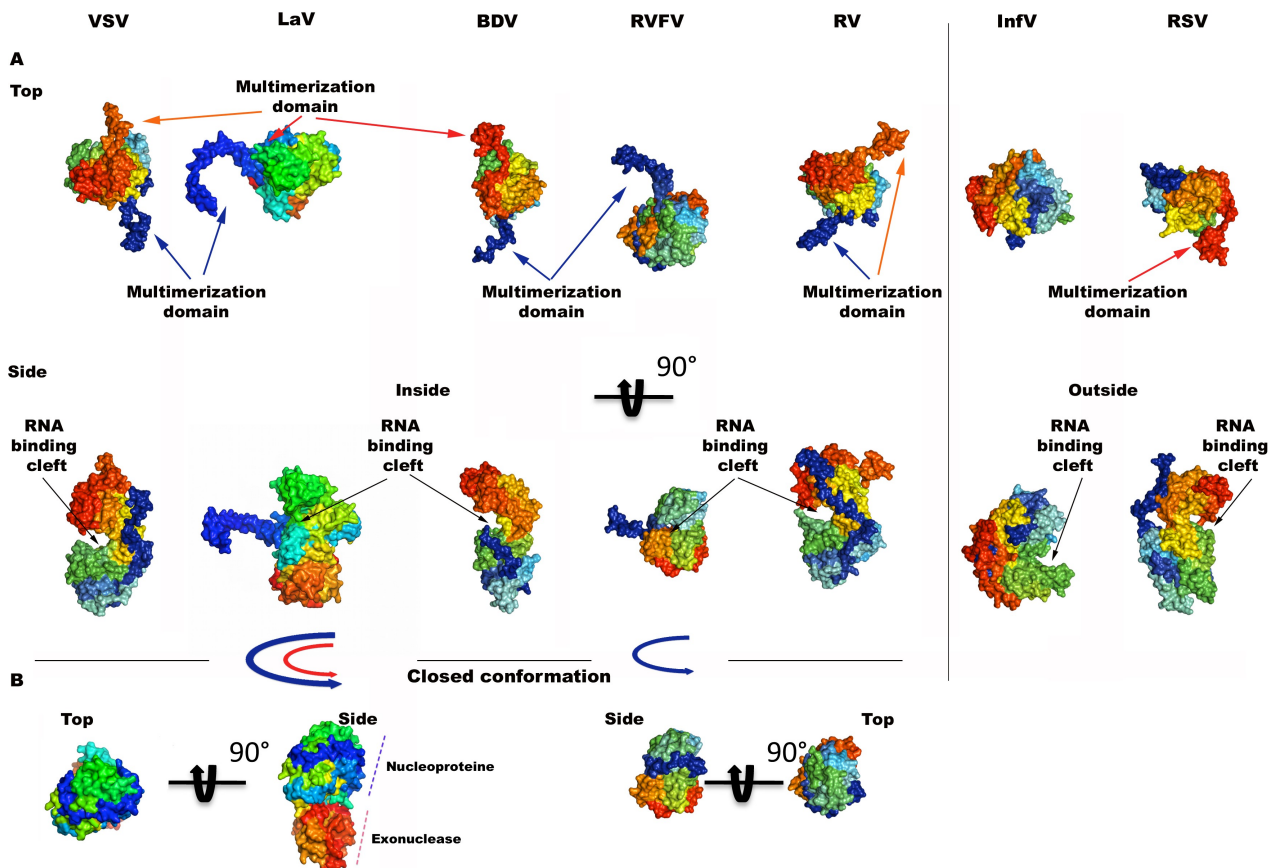 VSV LaV BDV RVFV RV InfV RSV
A
Top
Multimerization
domain
Multimerization
domain
Multimerization
domain
Multimerization
domain
Multimerization
domain
90°
Side
Inside
Outside
RNA
binding
cleft
RNA
binding
cleft
RNA
binding
cleft
RNA
binding
cleft
RNA
binding
cleft
Closed conformation
B
Top
90°
Side
Nucleoproteine
Exonuclease
Side
90°
Top